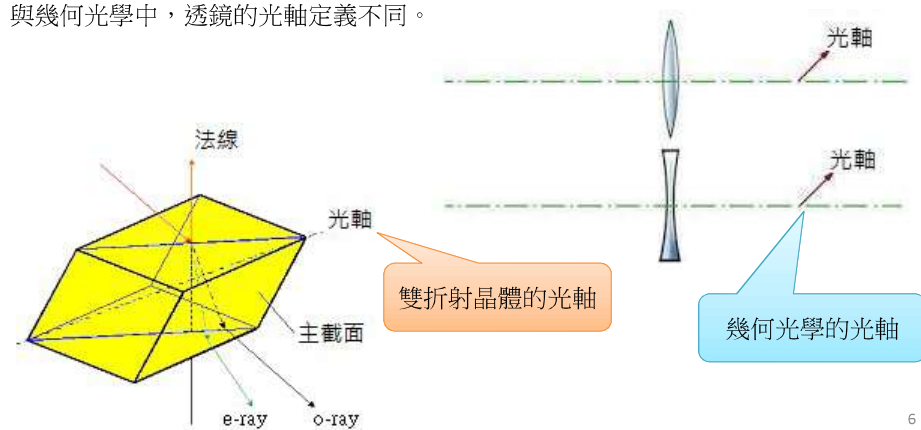 與幾何光學中，透鏡的光軸定義不同。
光軸
光軸
法線
光軸
雙折射晶體的光軸
主截面
幾何光學的光軸
e-ray
o-ray
6